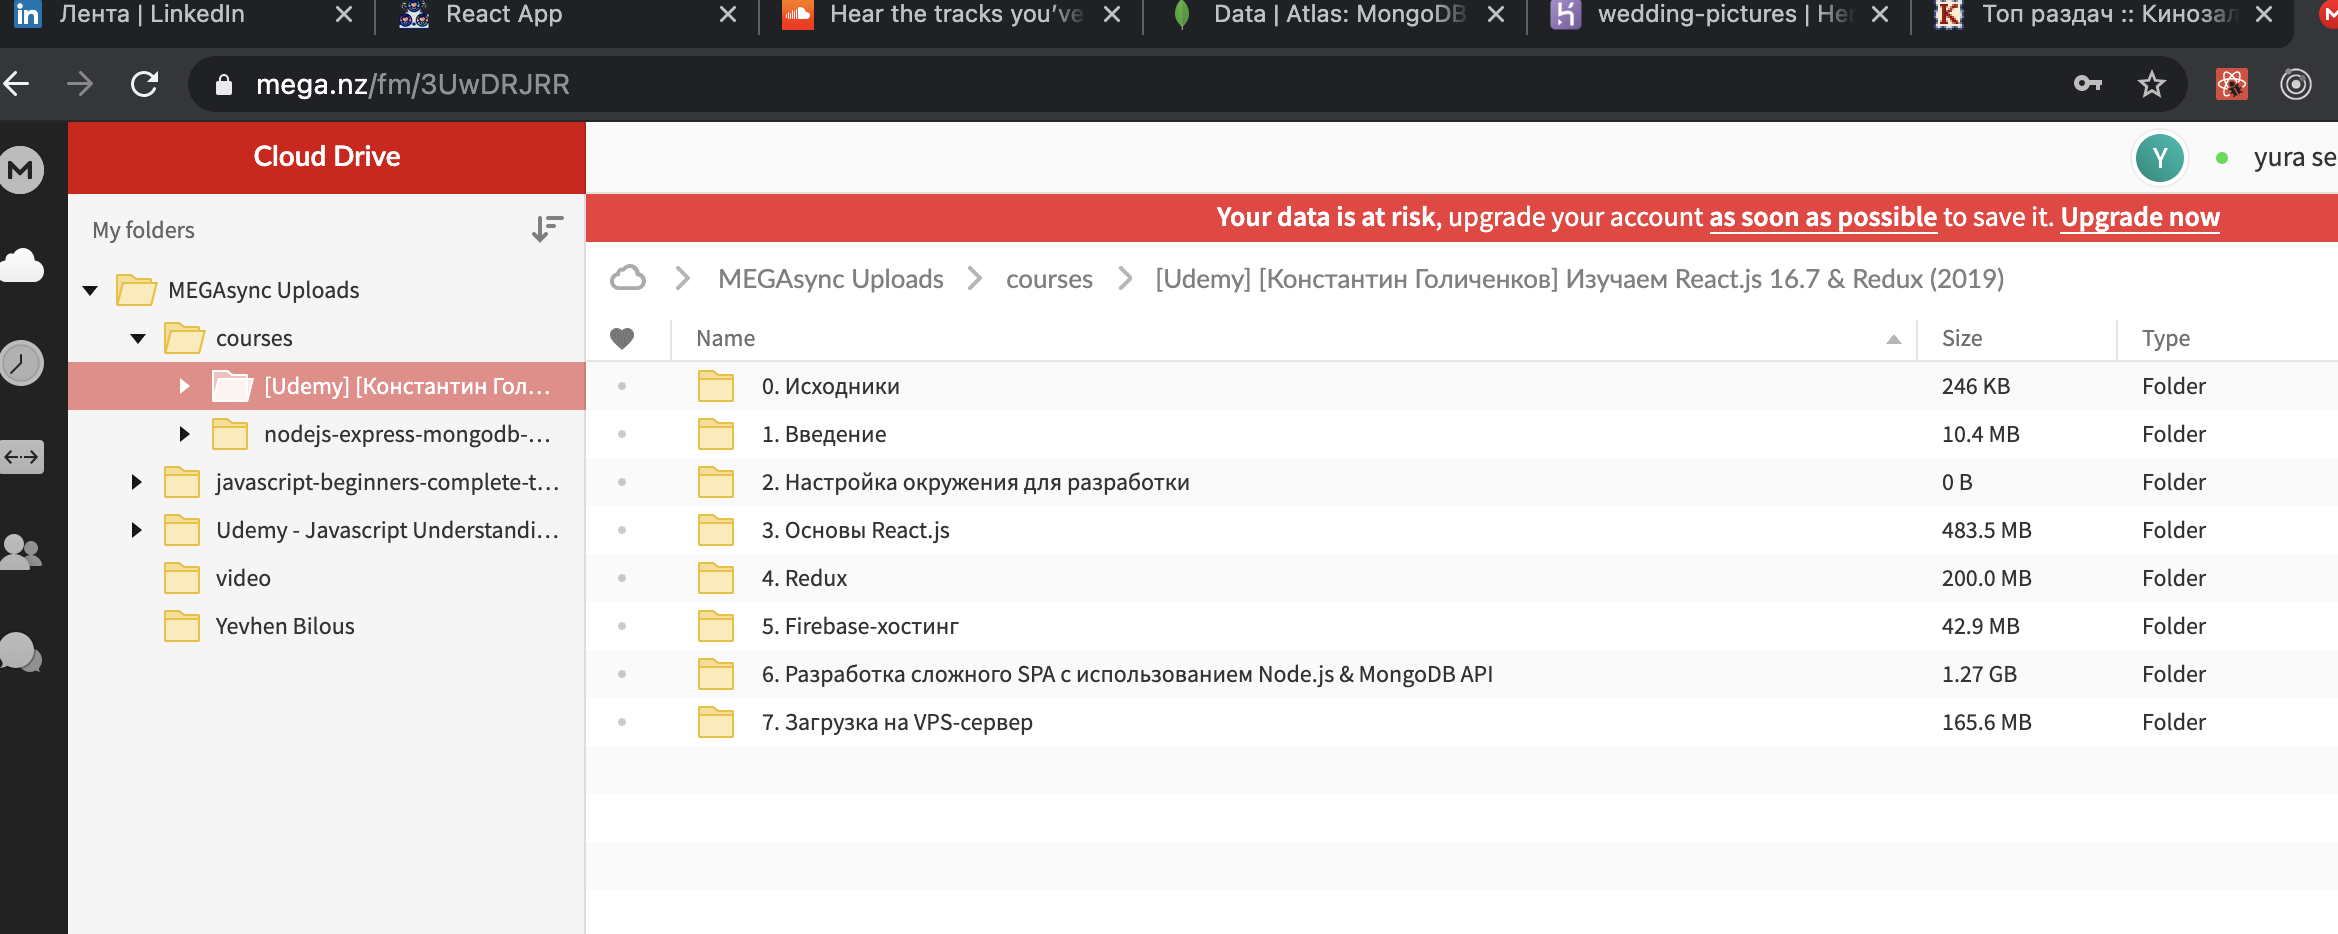 Лента | LinkedIn
React App
Hear the tracks you've
Data | Atlas: MongoDB
wedding-pictures | Her
Топ раздач :: Кинозал
mega.nz/fm/3UwDRJRR
Cloud Drive
Y
yura se
My folders
Your data is at risk, upgrade your account as soon as possible to save it. Upgrade now
MEGAsync Uploads
courses
[Udemy] [Константин Голиченков] Изучаем React.js 16.7 & Redux (2019)
MEGAsync Uploads
courses
[Udemy] [Константин Гол...
nodejs-express-mongodb-...
javascript-beginners-complete-t...
Udemy - Javascript Understandi...
video
Yevhen Bilous
Name Size Type
0. Исходники 246 KB Folder
1. Введение 10.4 MB Folder
2. Настройка окружения для разработки 0 B Folder
3. Основы React.js 483.5 MB Folder
4. Redux 200.0 MB Folder
5. Firebase-хостинг 42.9 MB Folder
6. Разработка сложного SPA с использованием Node.js & MongoDB API 1.27 GB Folder
7. Загрузка на VPS-сервер 165.6 MB Folder